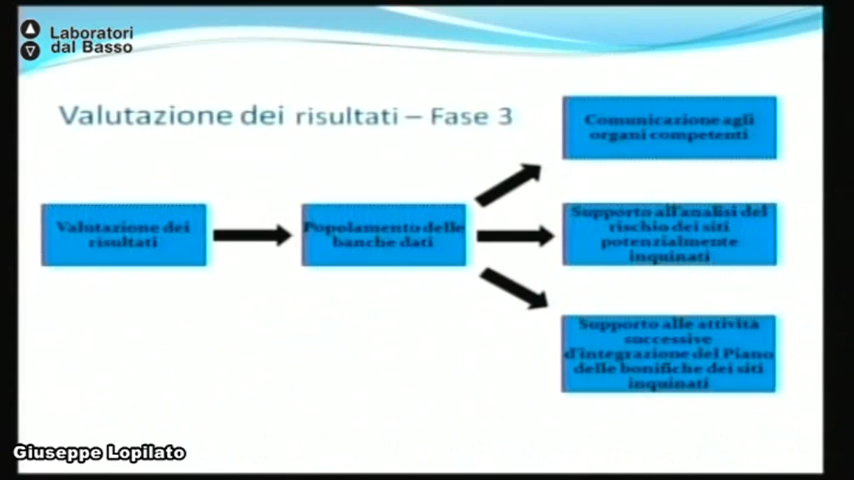 Laboratori
dal Basso
Valutazione dei risultati – Fase 3
Comunicazione agli
organi competenti
Valutazione dei
risultati
Popolamento delle
banche dati
Supporto all'analisi del
rischio dei siti
potenzialmente
inquinati
Supporto alle attività
successive
d'integrazione del Piano
delle bonifiche dei siti
inquinati
Giuseppe Lopilato